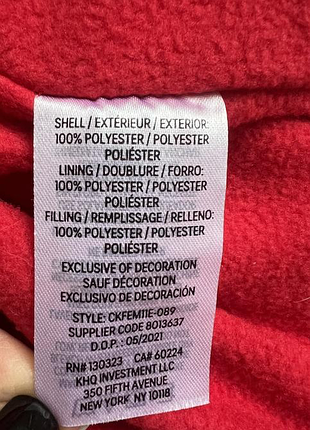 SHELL / EXTÉRIEUR / EXTERIOR:
100% POLYESTER / POLYESTER
POLIÉSTER
LINING / DOUBLURE / FORRO:
100% POLYESTER / POLYESTER
POLIÉSTER
FILLING / REMPLISSAGE / RELLENO:
100% POLYESTER / POLYESTER
POLIÉSTER
EXCLUSIVE OF DECORATION
SAUF DÉCORATION
EXCLUSIVE DE DECORACIÓN
STYLE: CKFEM11E-089
SUPPLIER CODE 8013637
D.O.P.: 05/2021
RN# 130323 CA# 60224
KHQ INVESTMENT LLC
350 FIFTH AVENUE
NEW YORK NY 10118